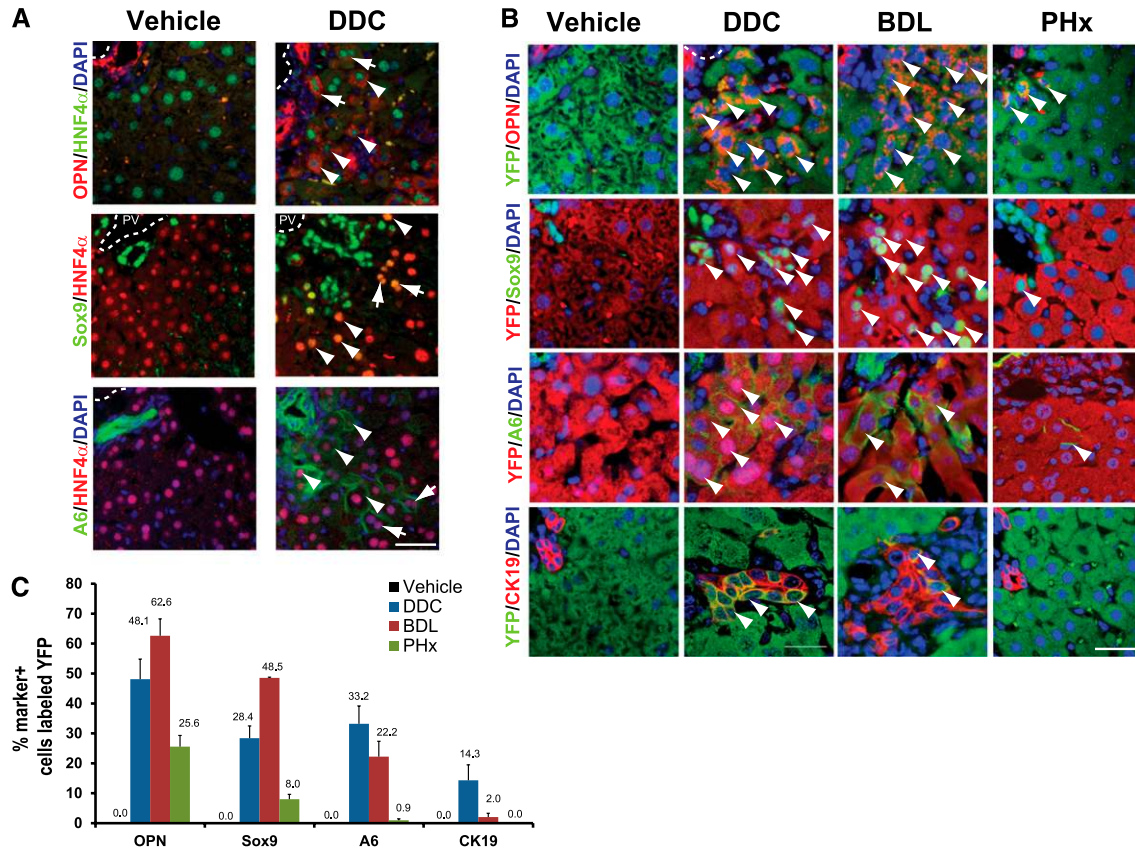 A
Vehicle
DDC
OPN/HNF4α/DAPI
Sox9/HNF4α
PV
PV
A6/HNF4α/DAPI
B
Vehicle
DDC
BDL
PHx
YFP/OPN/DAPI
YFP/Sox9/DAPI
YFP/A6/DAPI
YFP/CK19/DAPI
C
% marker+
cells labeled YFP
80
70
60
50
40
30
20
10
0
Vehicle
DDC
BDL
PHx
0.0
48.1
62.6
25.6
0.0
28.4
48.5
8.0
0.0
33.2
22.2
0.9
0.0
14.3
2.0
0.0
OPN
Sox9
A6
CK19